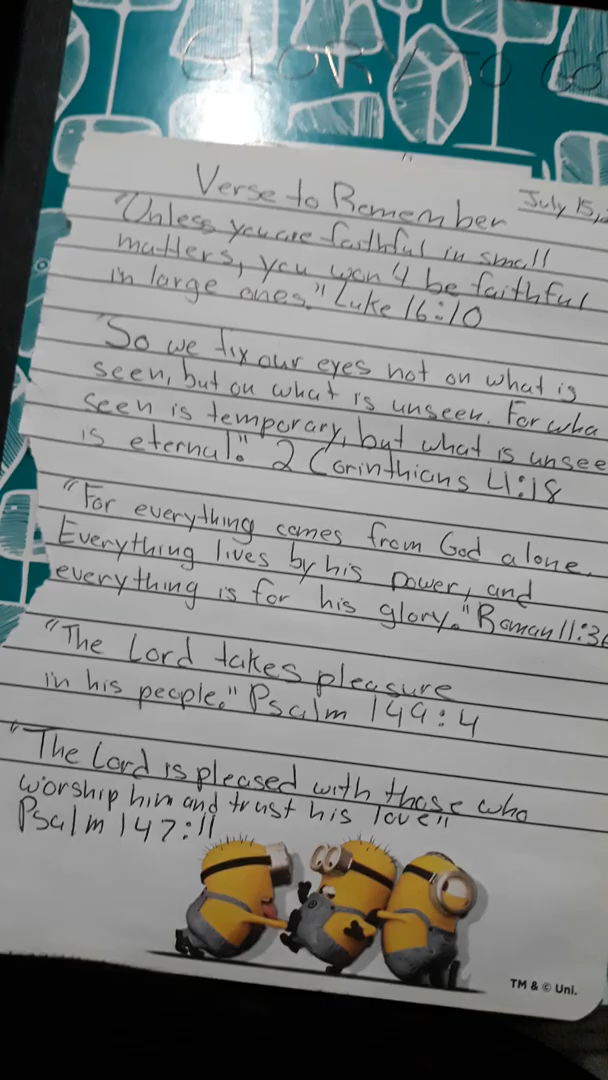 GLORY TO GO
Verse to Remember
July 15,
"Unless you are faithful in small
matters, you won't be faithful
in large ones." Luke 16:10
"So we fix our eyes not on what is
seen, but on what is unseen. For wha
seen is temporary, but what is unsee
is eternal." 2 Corinthians 4:18
"For everything comes from God alone.
Everything lives by his power, and
everything is for his glory." Roman 11:36
"The Lord takes pleasure
in his people." Psalm 149:4
"The Lord is pleased with those who
worship him and trust his love"
Psalm 147:11
TM & © Uni.